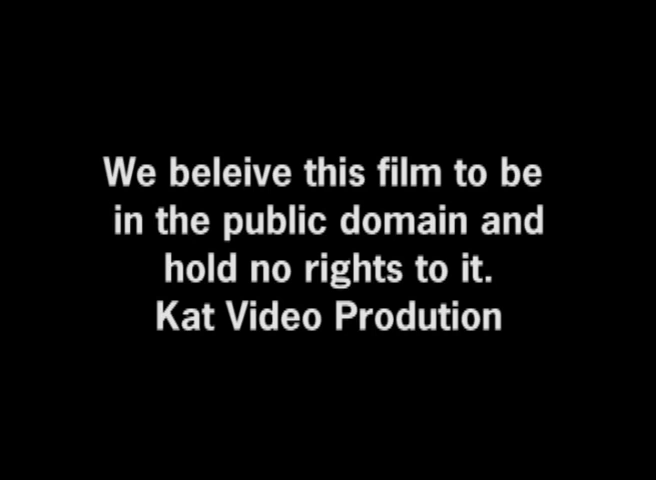 We beleive this film to be
in the public domain and
hold no rights to it.
Kat Video Prodution